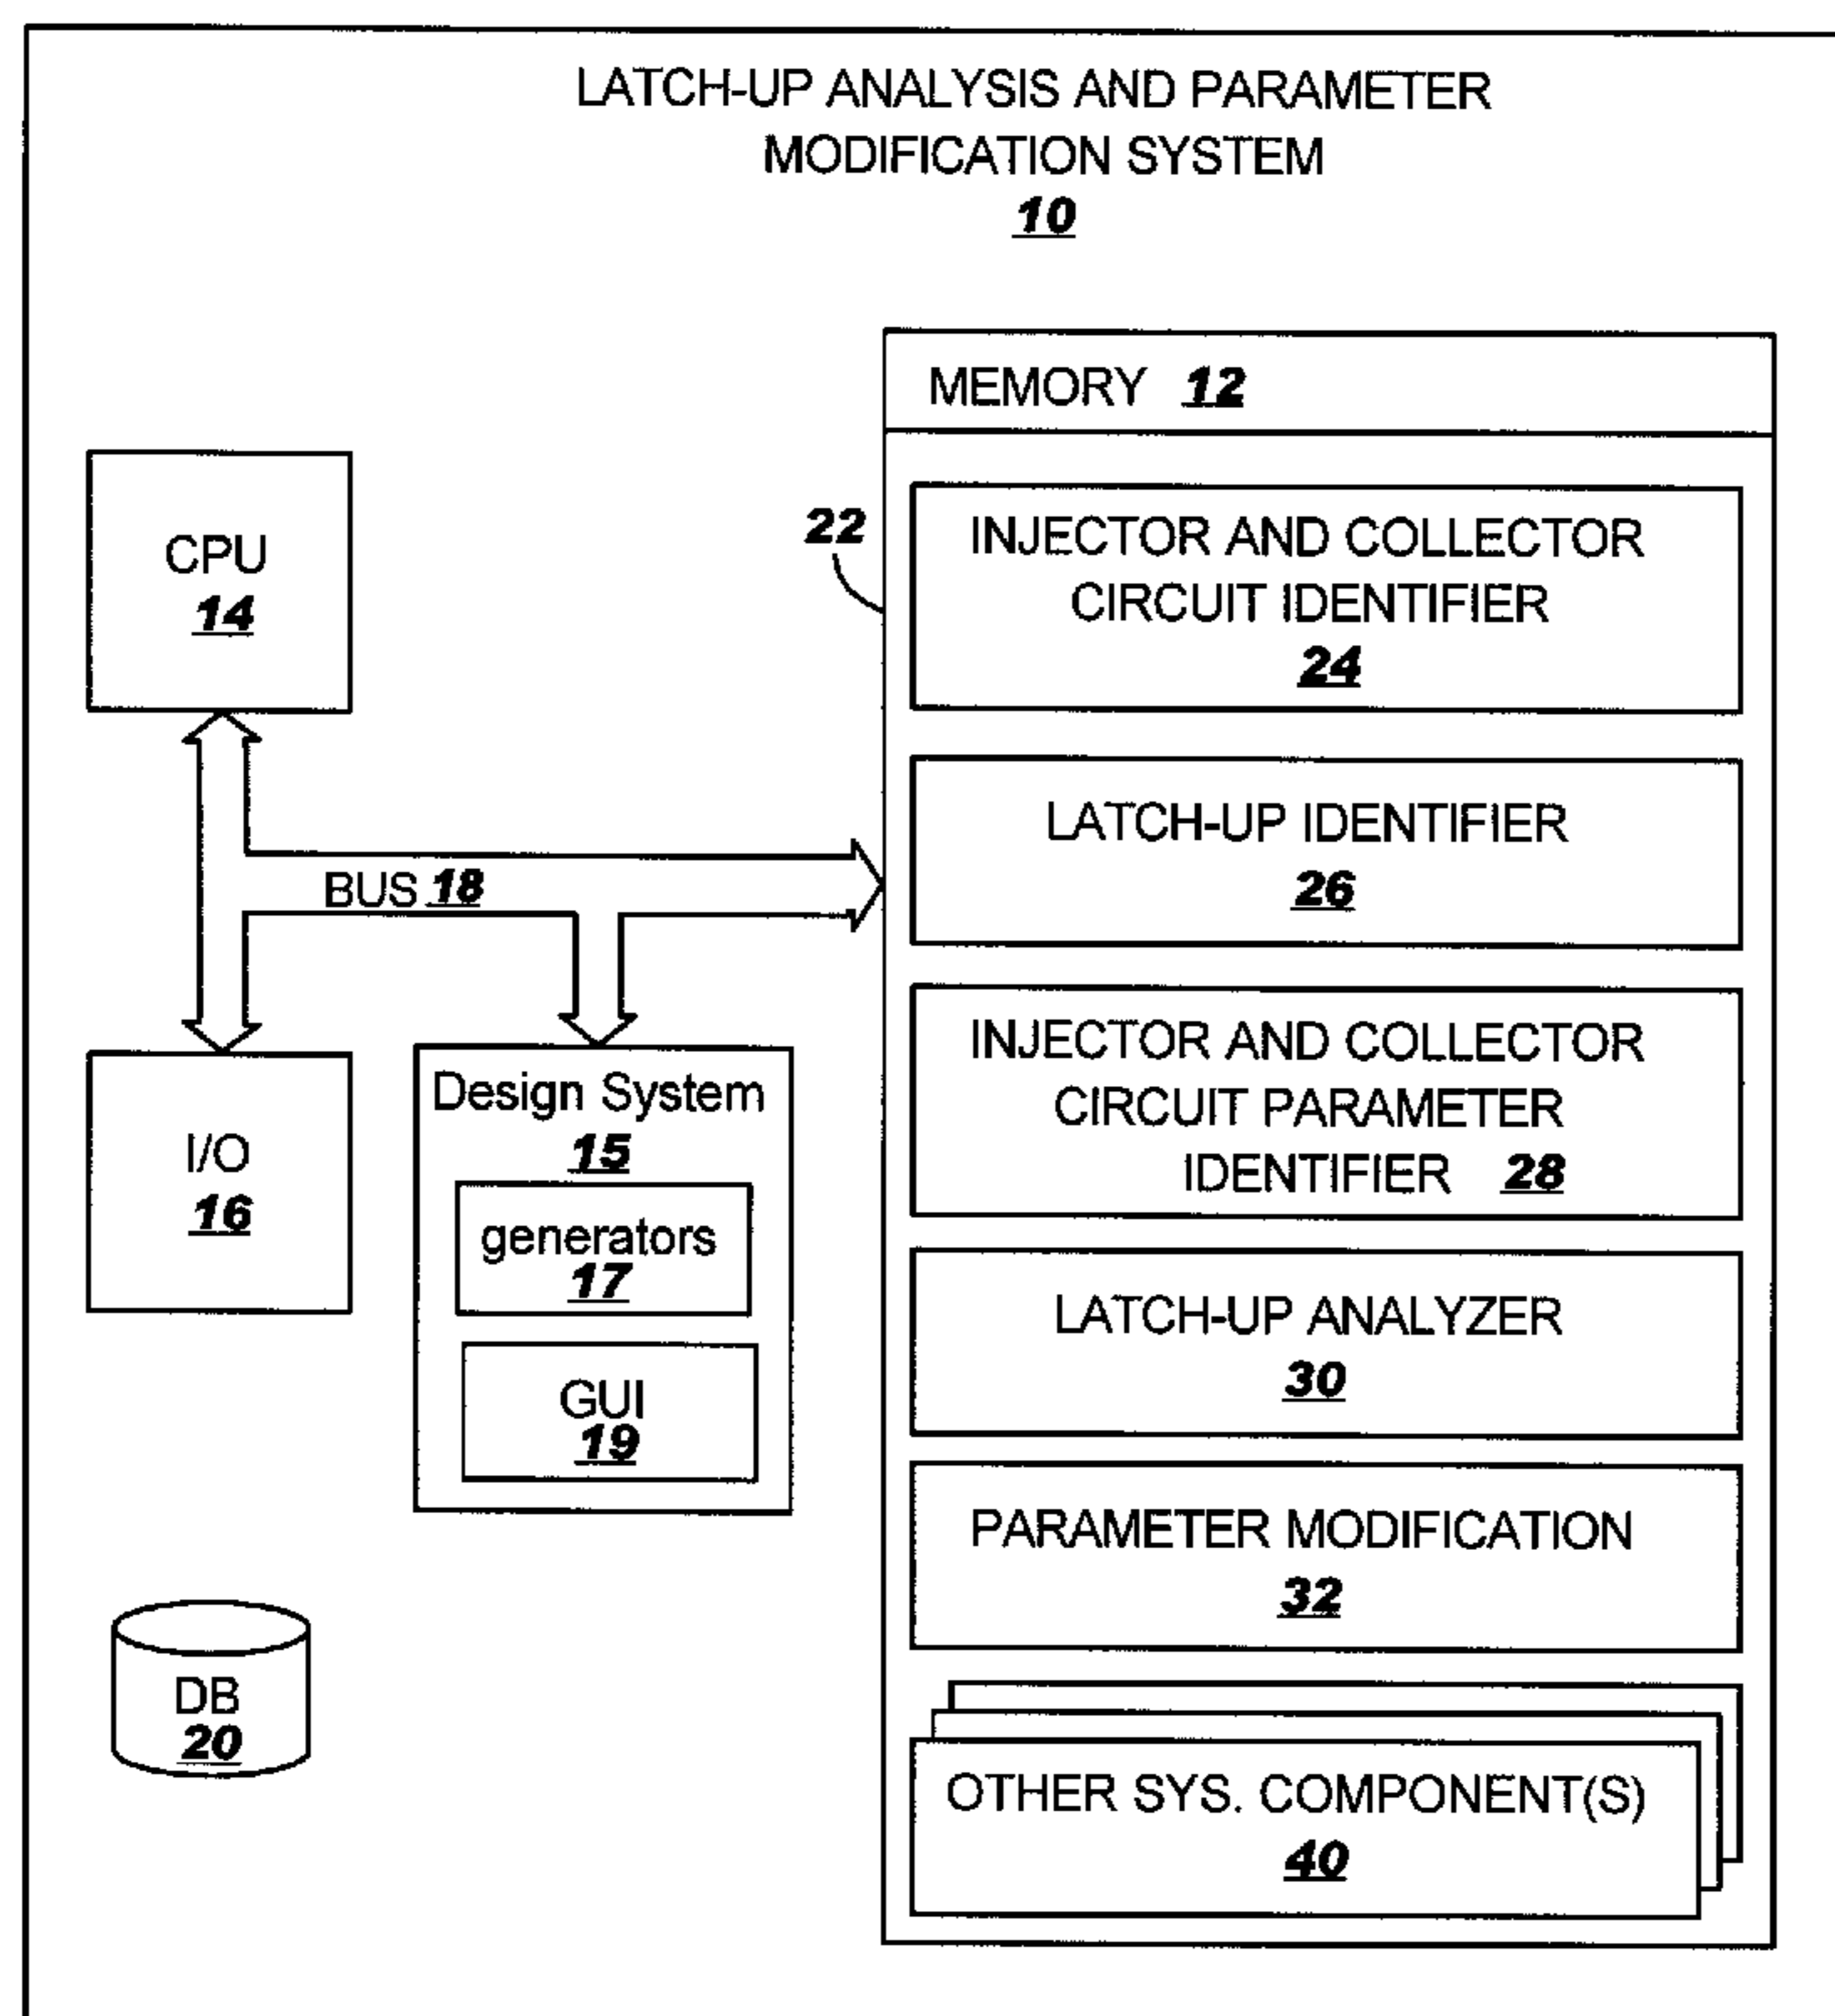 LATCH-UP ANALYSIS AND PARAMETER
MODIFICATION SYSTEM
10
MEMORY 12
22
INJECTOR AND COLLECTOR
CIRCUIT IDENTIFIER
24
CPU
14
LATCH-UP IDENTIFIER
26
BUS 18
INJECTOR AND COLLECTOR
CIRCUIT PARAMETER
IDENTIFIER 28
I/O
16
Design System
15
generators
17
GUI
19
LATCH-UP ANALYZER
30
PARAMETER MODIFICATION
32
DB
20
OTHER SYS. COMPONENT(S)
40